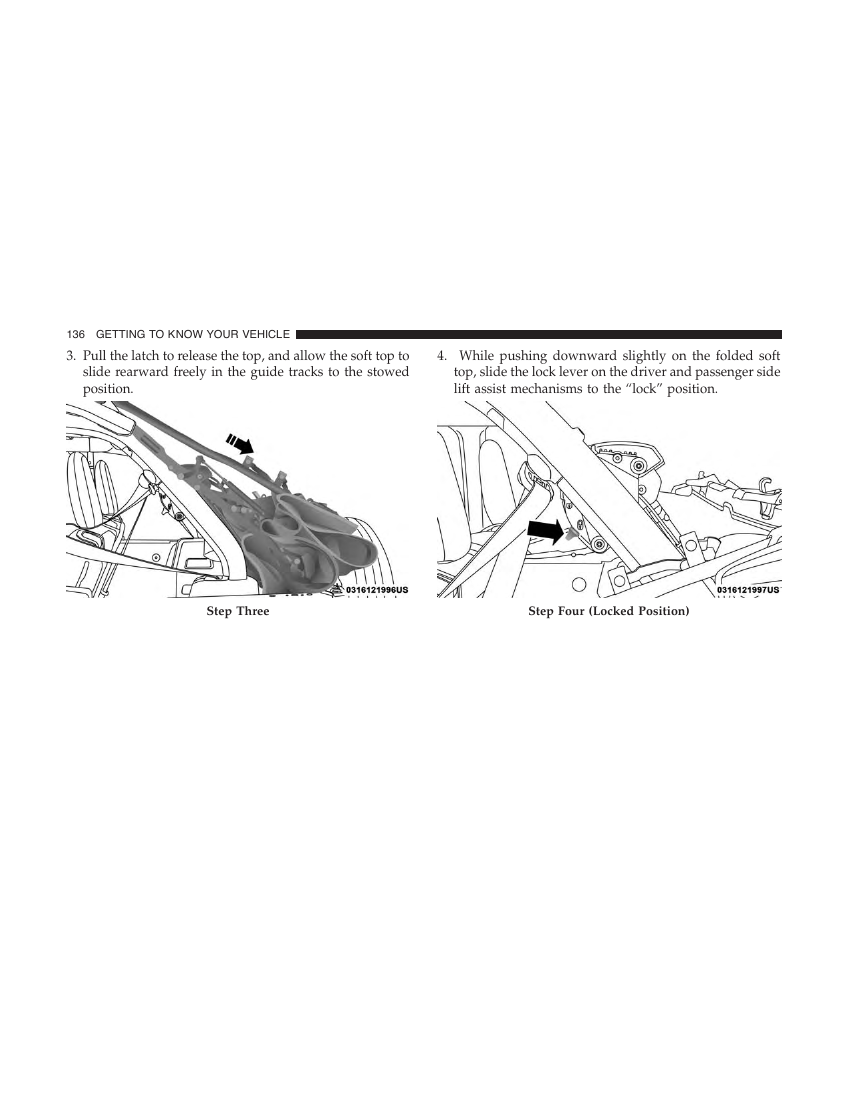 136 GETTING TO KNOW YOUR VEHICLE
3. Pull the latch to release the top, and allow the soft top to
slide rearward freely in the guide tracks to the stowed
position.
0316121996US
Step Three
4. While pushing downward slightly on the folded soft
top, slide the lock lever on the driver and passenger side
lift assist mechanisms to the “lock” position.
0316121997US
Step Four (Locked Position)